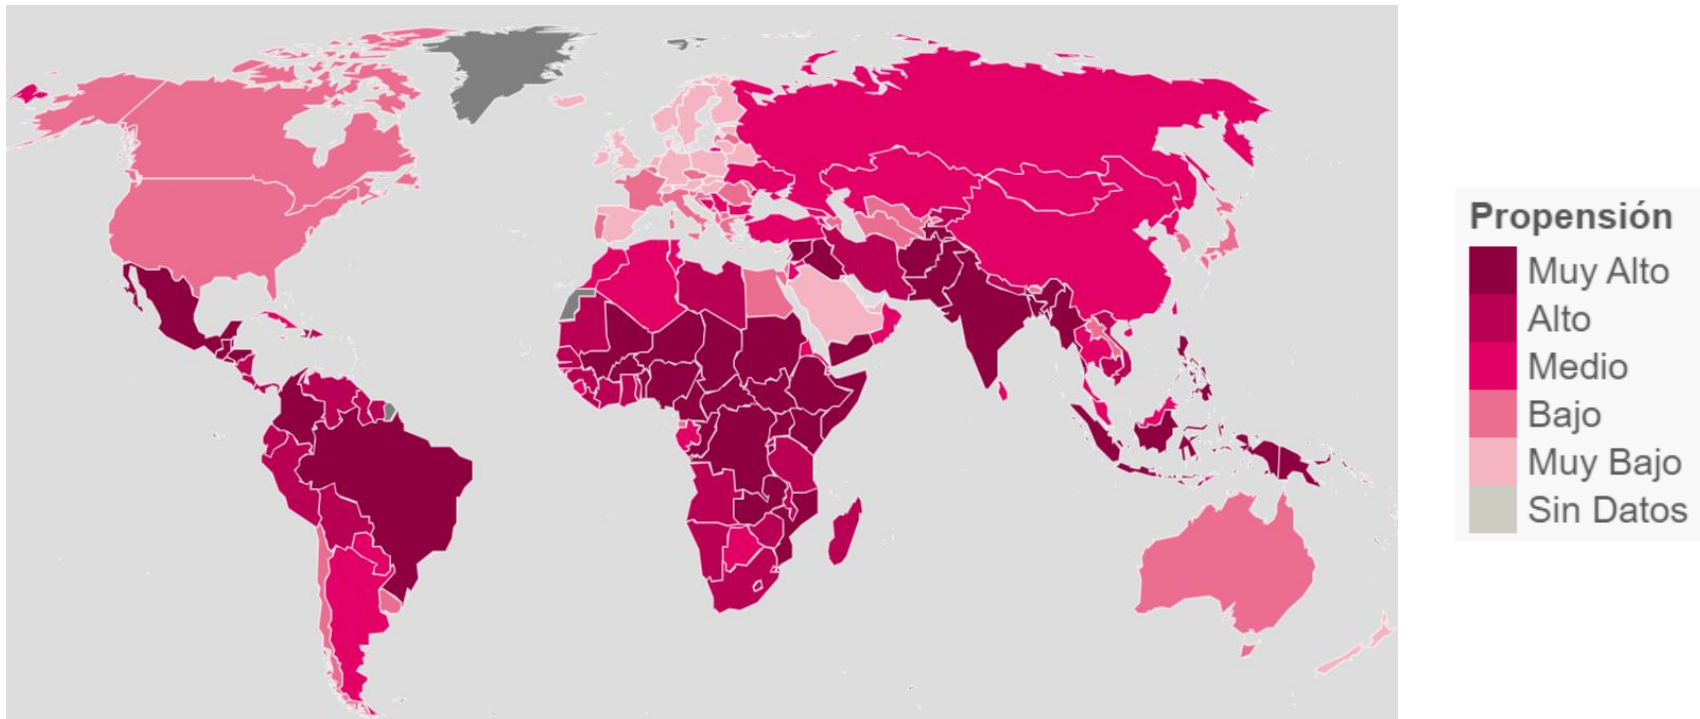 Propensión
Muy Alto
Alto
Medio
Bajo
Muy Bajo
Sin Datos